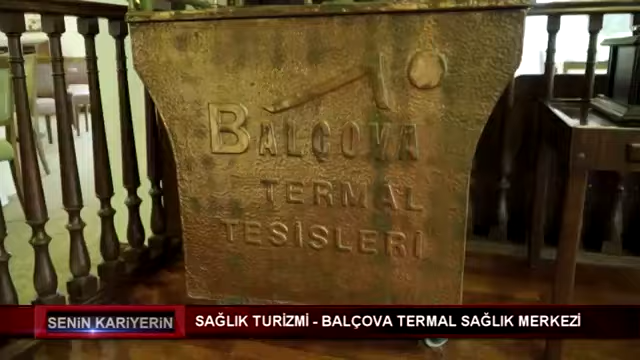 BALÇOVA
TERMAL
TESİSLERİ
SENİN KARİYERİN
SAĞLIK TURİZMİ - BALÇOVA TERMAL SAĞLIK MERKEZİ